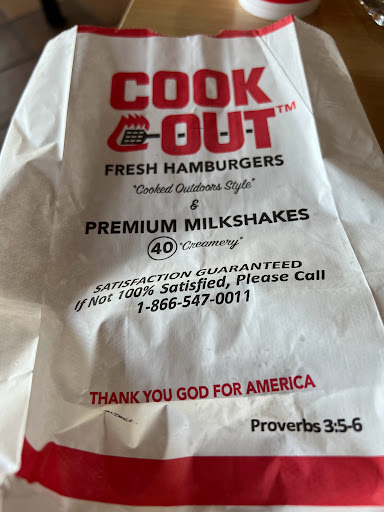 COOK
OUT™
FRESH HAMBURGERS
"Cooked Outdoors Style"
&
PREMIUM MILKSHAKES
40 "Creamery"
SATISFACTION GUARANTEED
If Not 100% Satisfied, Please Call
1-866-547-0011
THANK YOU GOD FOR AMERICA
Proverbs 3:5-6